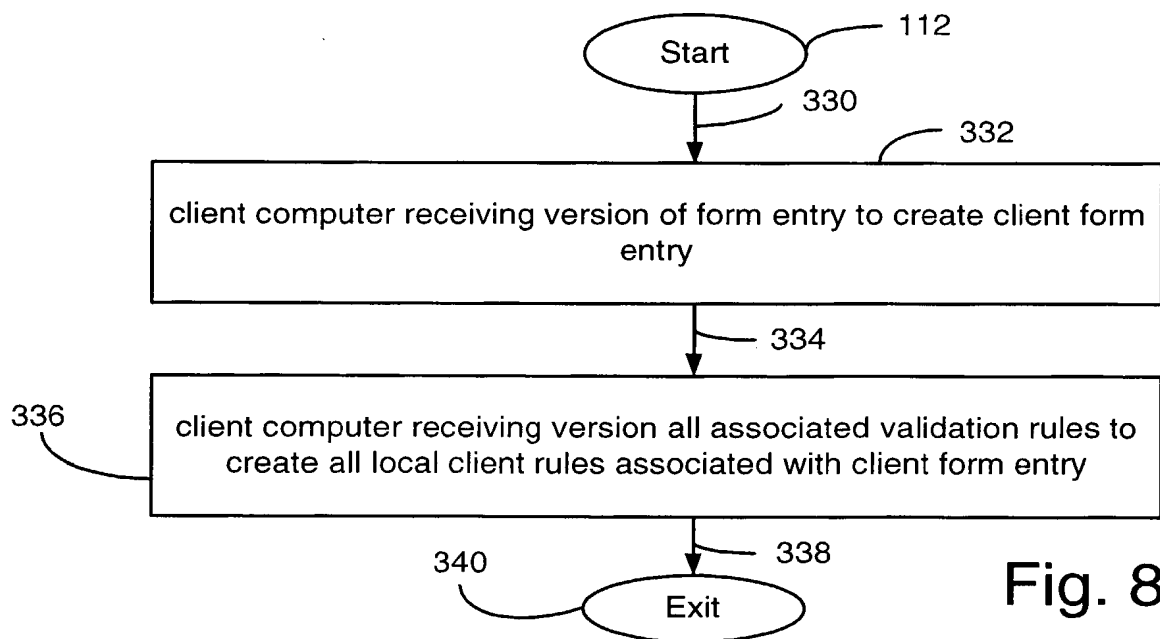 Start
112
330
332
client computer receiving version of form entry to create client form
entry
334
336
client computer receiving version all associated validation rules to
create all local client rules associated with client form entry
338
340
Exit
Fig. 8